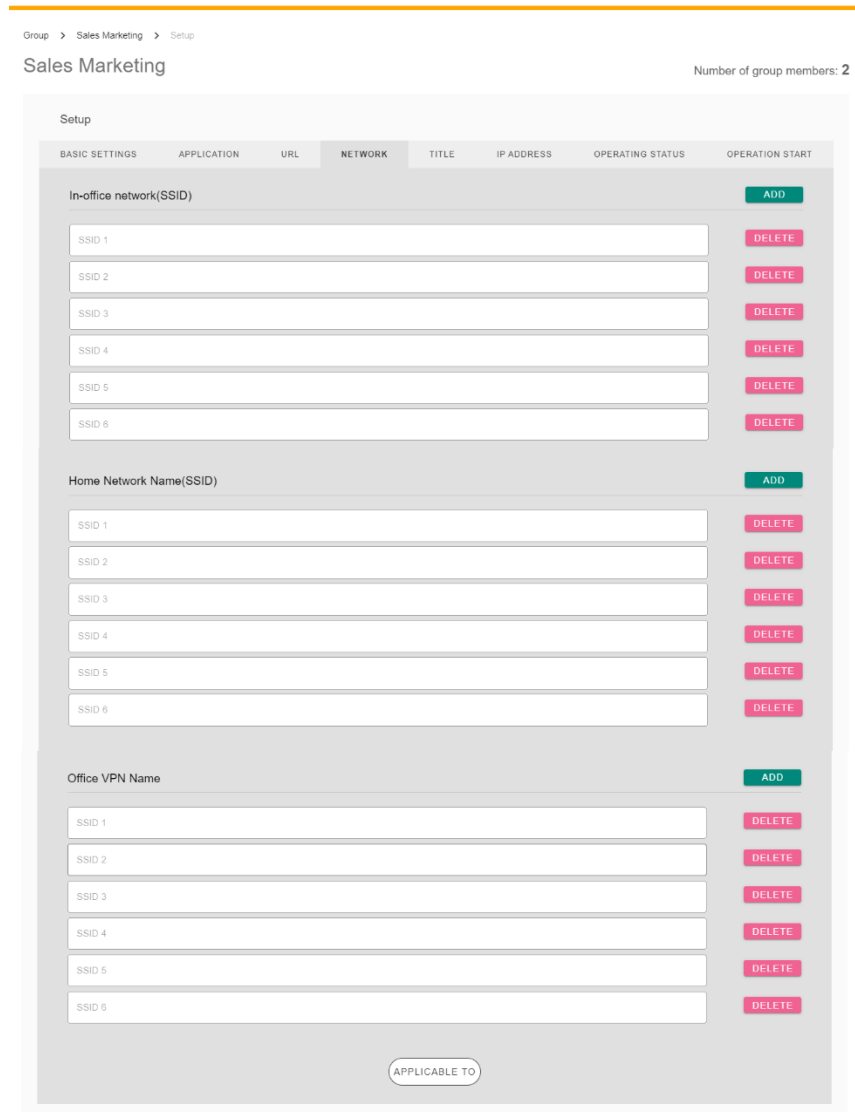 Group > Sales Marketing > Setup
Sales Marketing
Number of group members: 2
Setup
BASIC SETTINGS APPLICATION URL NETWORK TITLE IP ADDRESS OPERATING STATUS OPERATION START
In-office network(SSID) ADD
SSID 1 DELETE
SSID 2 DELETE
SSID 3 DELETE
SSID 4 DELETE
SSID 5 DELETE
SSID 6 DELETE
Home Network Name(SSID) ADD
SSID 1 DELETE
SSID 2 DELETE
SSID 3 DELETE
SSID 4 DELETE
SSID 5 DELETE
SSID 6 DELETE
Office VPN Name ADD
SSID 1 DELETE
SSID 2 DELETE
SSID 3 DELETE
SSID 4 DELETE
SSID 5 DELETE
SSID 6 DELETE
APPLICABLE TO